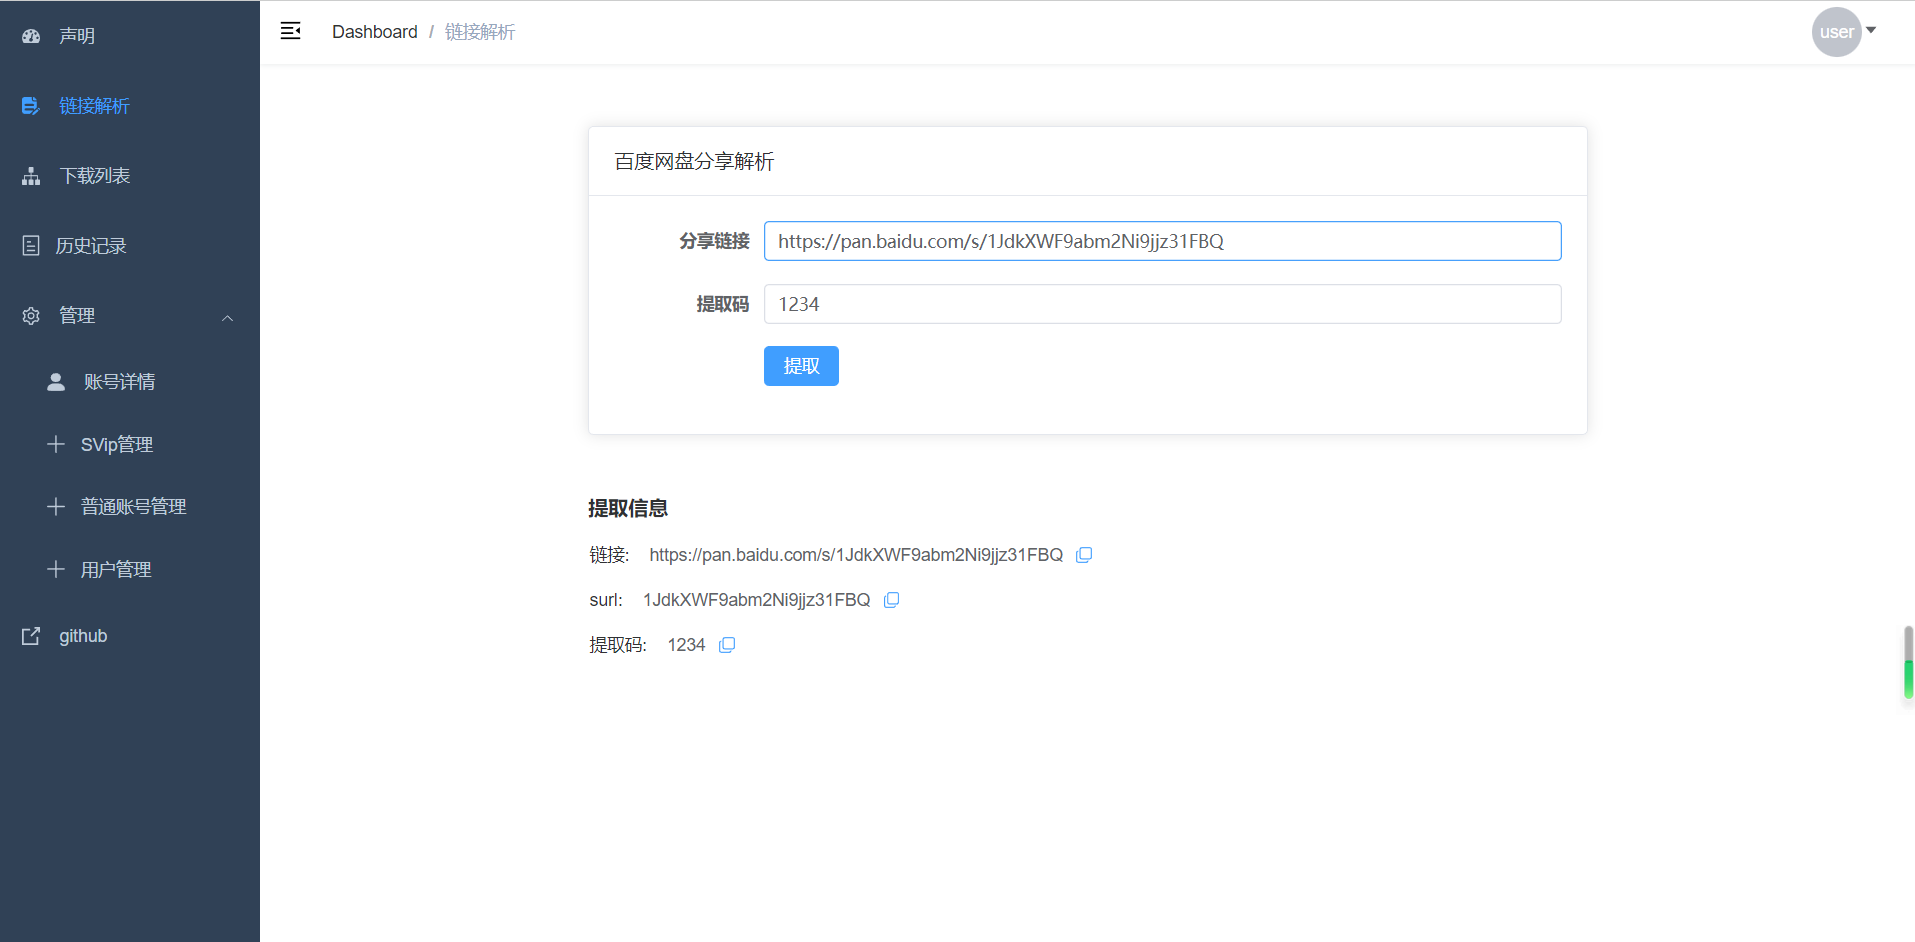 声明
链接解析
下载列表
历史记录
管理
账号详情
SVip管理
普通账号管理
用户管理
github
Dashboard / 链接解析
user
百度网盘分享解析
分享链接 https://pan.baidu.com/s/1JdkXWF9abm2Ni9jjz31FBQ
提取码 1234
提取
提取信息
链接: https://pan.baidu.com/s/1JdkXWF9abm2Ni9jjz31FBQ
surl: 1JdkXWF9abm2Ni9jjz31FBQ
提取码: 1234